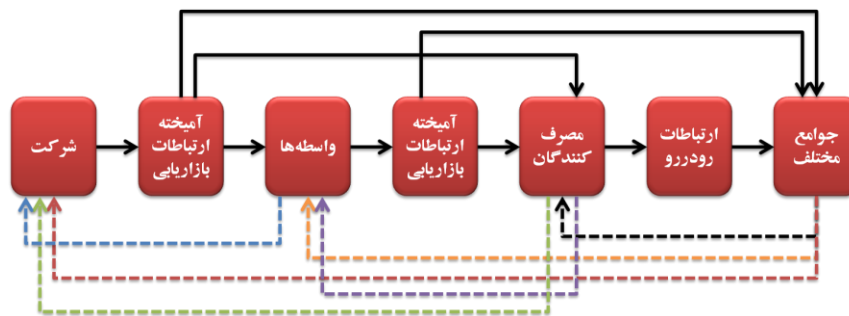 شرکت
آمیخته
ارتباطات
بازاریابی
واسطه‌ها
آمیخته
ارتباطات
بازاریابی
مصرف
کنندگان
ارتباطات
رودررو
جوامع
مختلف